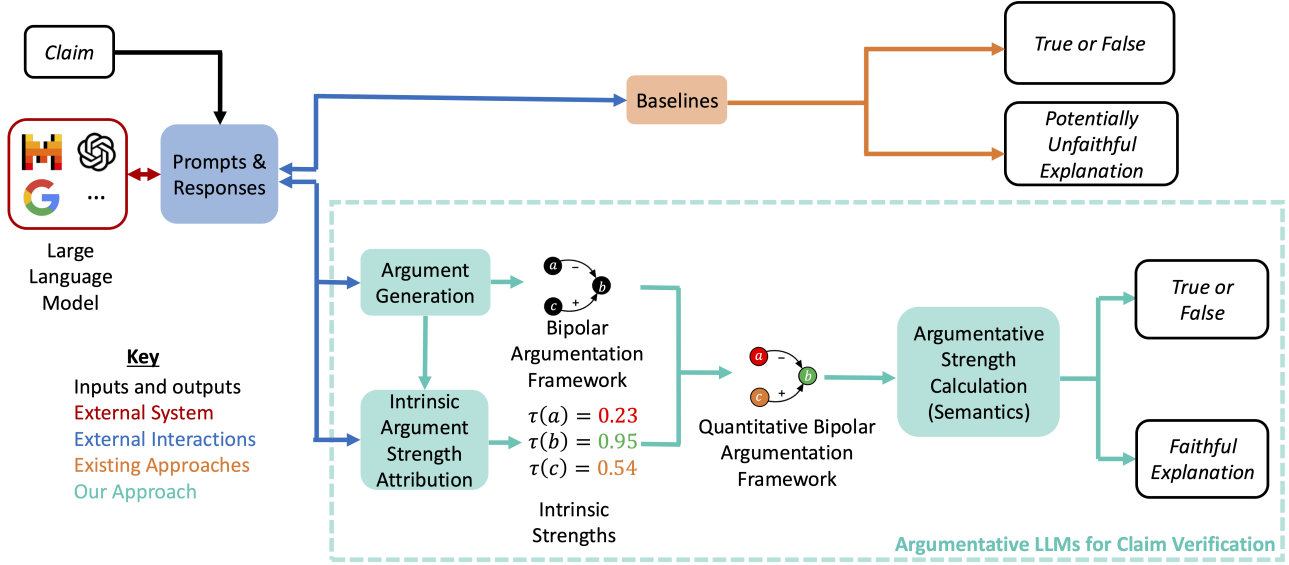 Claim
Large
Language
Model
...
Prompts &
Responses
Baselines
True or False
Potentially
Unfaithful
Explanation
Key
Inputs and outputs
External System
External Interactions
Existing Approaches
Our Approach
Argument
Generation
a
−
b
c
+
Bipolar
Argumentation
Framework
Intrinsic
Argument
Strength
Attribution
τ(a) = 0.23
τ(b) = 0.95
τ(c) = 0.54
Intrinsic
Strengths
a
−
b
c
+
Quantitative Bipolar
Argumentation
Framework
Argumentative
Strength
Calculation
(Semantics)
True or
False
Faithful
Explanation
Argumentative LLMs for Claim Verification